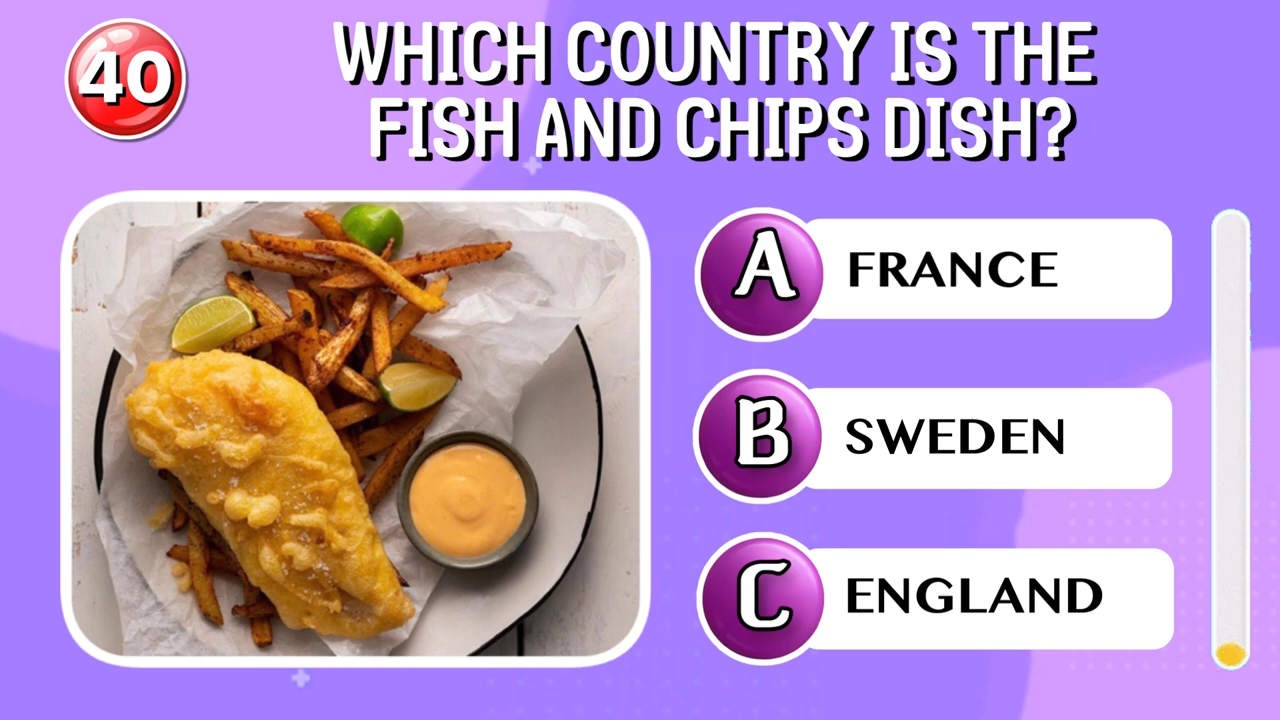 40
WHICH COUNTRY IS THE
FISH AND CHIPS DISH?
A FRANCE
B SWEDEN
C ENGLAND